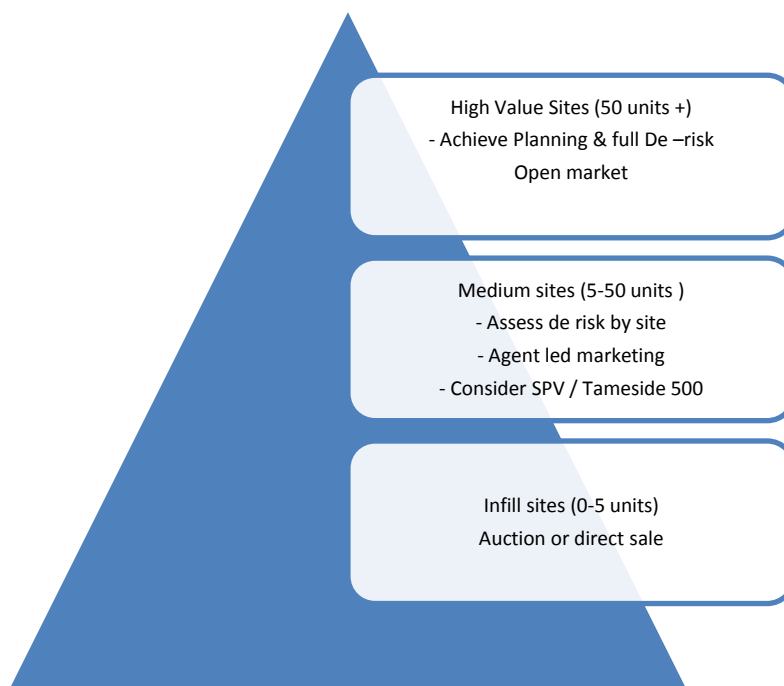 High Value Sites (50 units +)
- Achieve Planning & full De –risk
Open market
Medium sites (5-50 units )
- Assess de risk by site
- Agent led marketing
- Consider SPV / Tameside 500
Infill sites (0-5 units)
Auction or direct sale